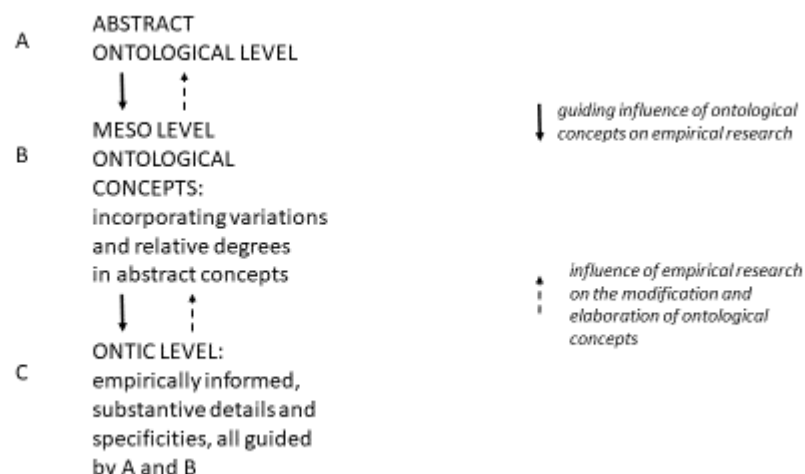 A
ABSTRACT
ONTOLOGICAL LEVEL
B
MESO LEVEL
ONTOLOGICAL
CONCEPTS:
incorporating variations
and relative degrees
in abstract concepts
C
ONTIC LEVEL:
empirically informed,
substantive details and
specificities, all guided
by A and B
guiding influence of ontological
concepts on empirical research
influence of empirical research
on the modification and
elaboration of ontological
concepts